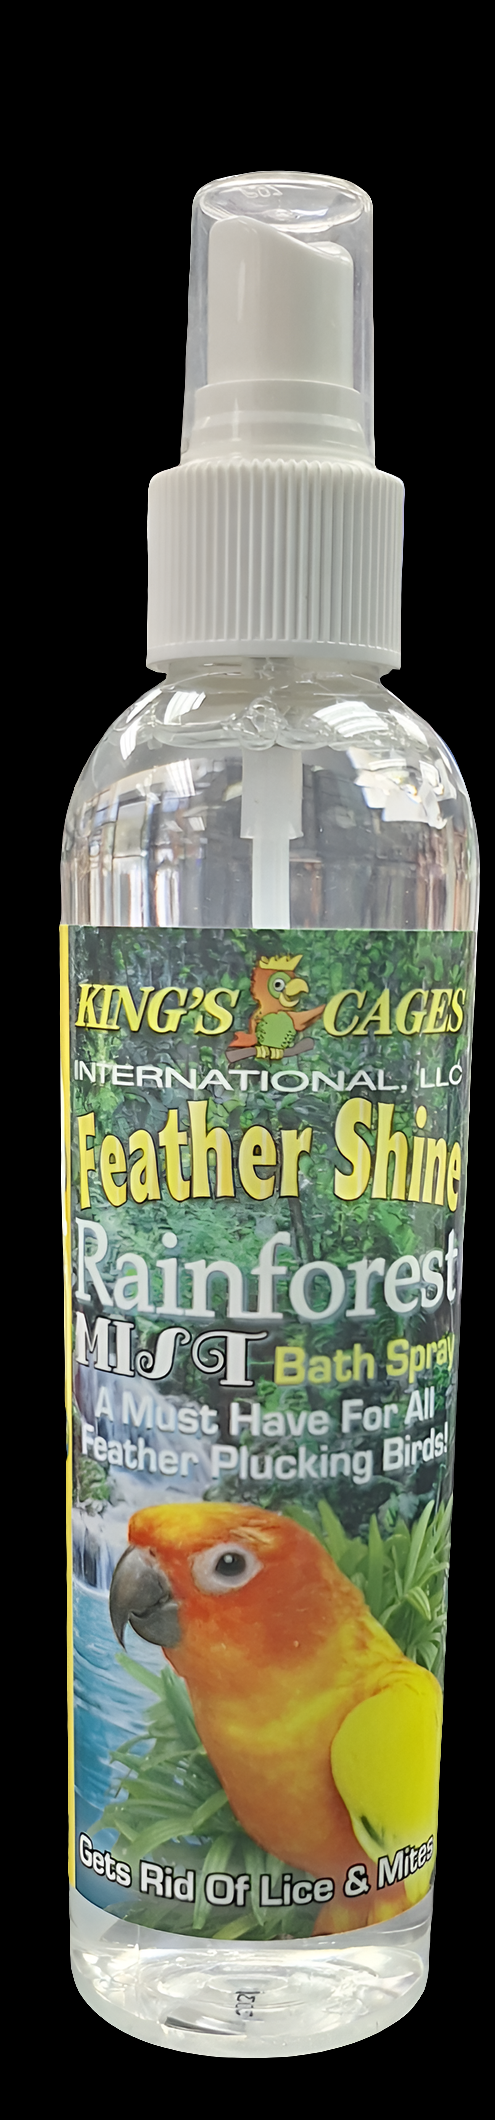 KING'S CAGES
INTERNATIONAL, LLC
Feather Shine
Rainforest
MIST Bath Spray
A Must Have For All
Feather Plucking Birds!
Gets Rid Of Lice & Mites